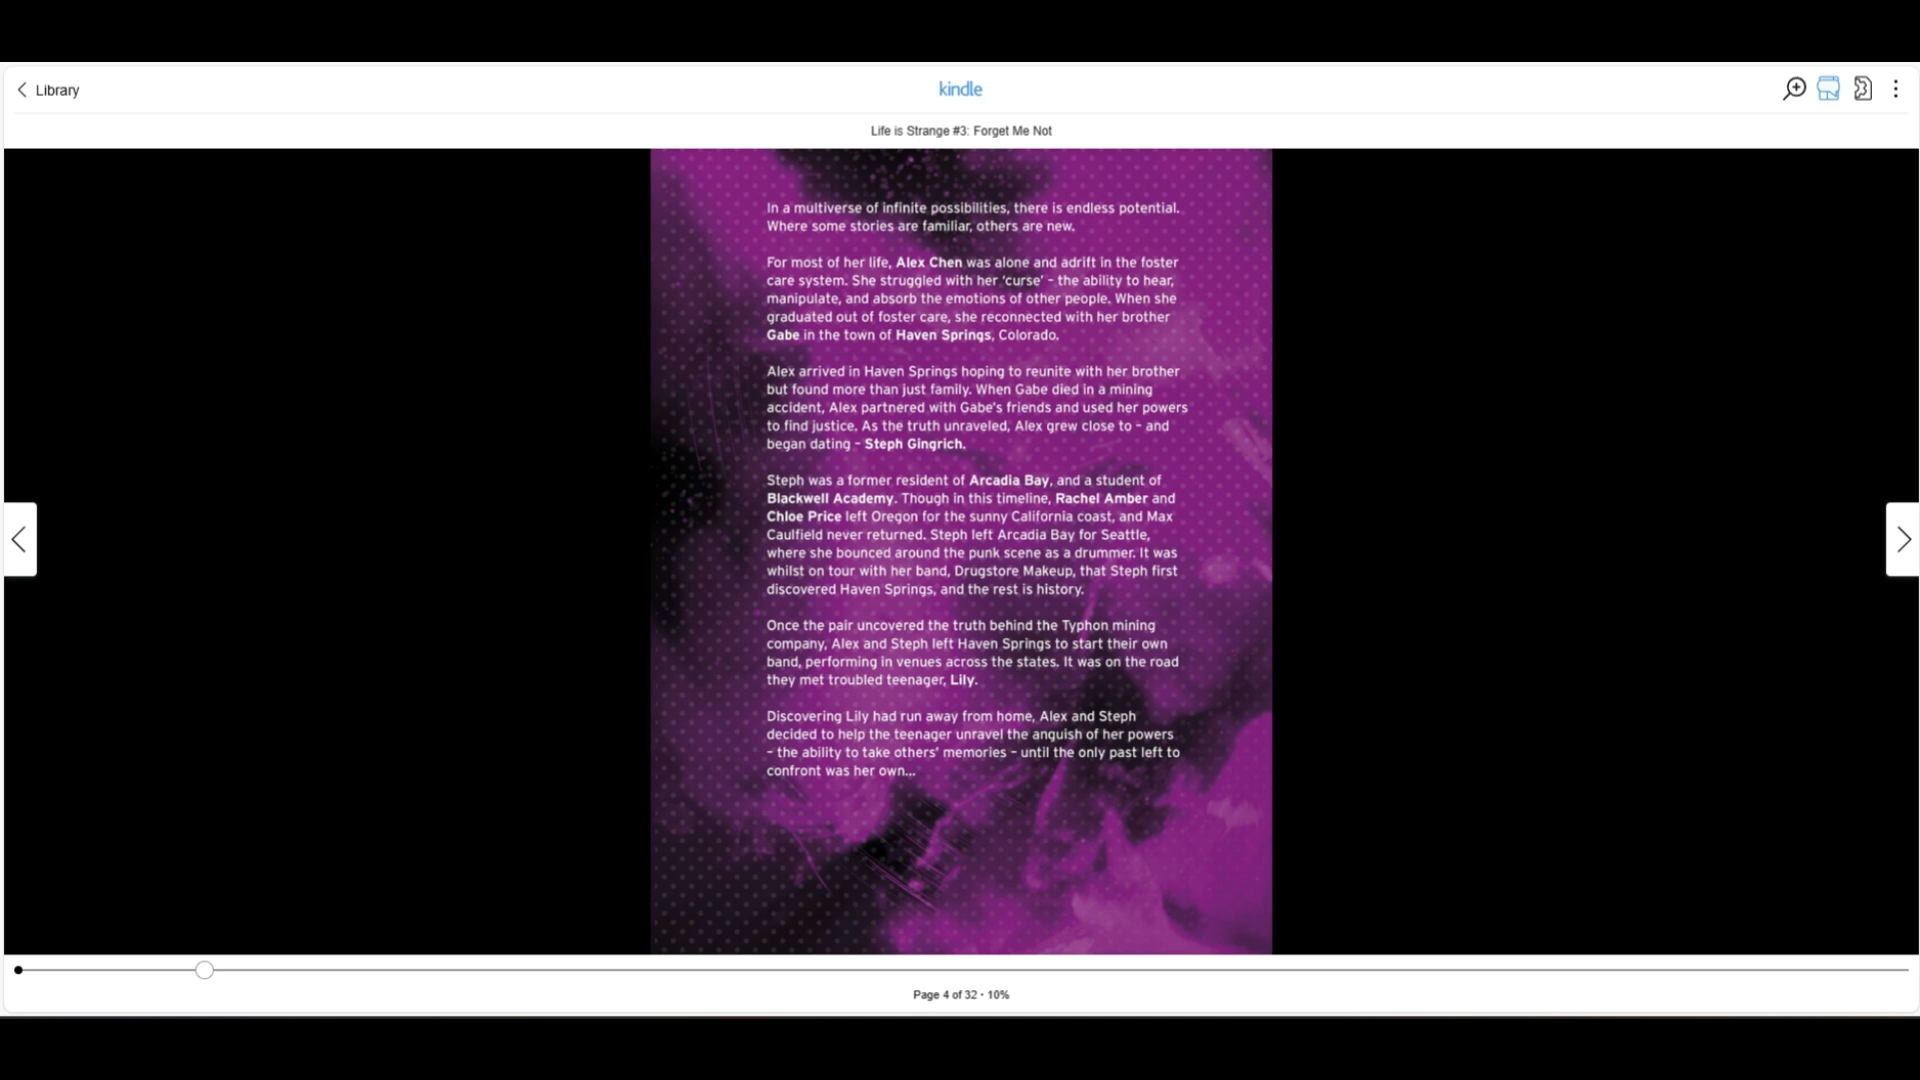 Library
kindle
Life is Strange #3: Forget Me Not
In a multiverse of infinite possibilities, there is endless potential.
Where some stories are familiar, others are new.
For most of her life, Alex Chen was alone and adrift in the foster
care system. She struggled with her ‘curse’ – the ability to hear,
manipulate, and absorb the emotions of other people. When she
graduated out of foster care, she reconnected with her brother
Gabe in the town of Haven Springs, Colorado.
Alex arrived in Haven Springs hoping to reunite with her brother
but found more than just family. When Gabe died in a mining
accident, Alex partnered with Gabe’s friends and used her powers
to find justice. As the truth unraveled, Alex grew close to – and
began dating – Steph Gingrich.
Steph was a former resident of Arcadia Bay, and a student of
Blackwell Academy. Though in this timeline, Rachel Amber and
Chloe Price left Oregon for the sunny California coast, and Max
Caulfield never returned. Steph left Arcadia Bay for Seattle,
where she bounced around the punk scene as a drummer. It was
whilst on tour with her band, Drugstore Makeup, that Steph first
discovered Haven Springs, and the rest is history.
Once the pair uncovered the truth behind the Typhon mining
company, Alex and Steph left Haven Springs to start their own
band, performing in venues across the states. It was on the road
they met troubled teenager, Lily.
Discovering Lily had run away from home, Alex and Steph
decided to help the teenager unravel the anguish of her powers
– the ability to take others’ memories – until the only past left to
confront was her own...
Page 4 of 32 • 10%